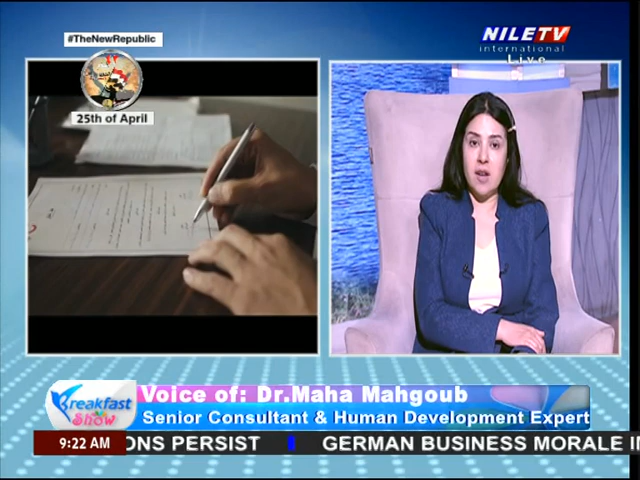 #TheNewRepublic
25th of April
NILE TV
international
Live
Voice of: Dr.Maha Mahgoub
Senior Consultant & Human Development Expert
Breakfast
Show
9:22 AM
ONS PERSIST
GERMAN BUSINESS MORALE IN